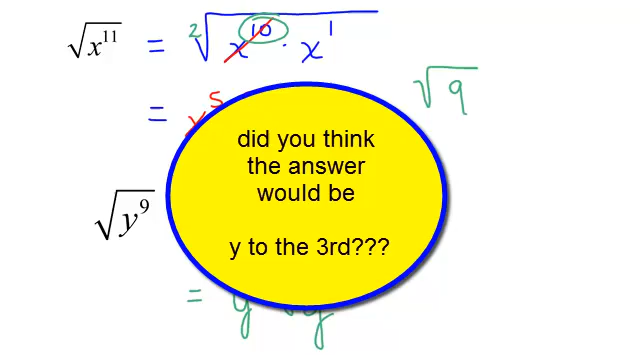 √x¹¹ = ²√x¹⁰ · x¹
= x⁵
√9
did you think
the answer
would be
√y⁹
y to the 3rd???
= y √y